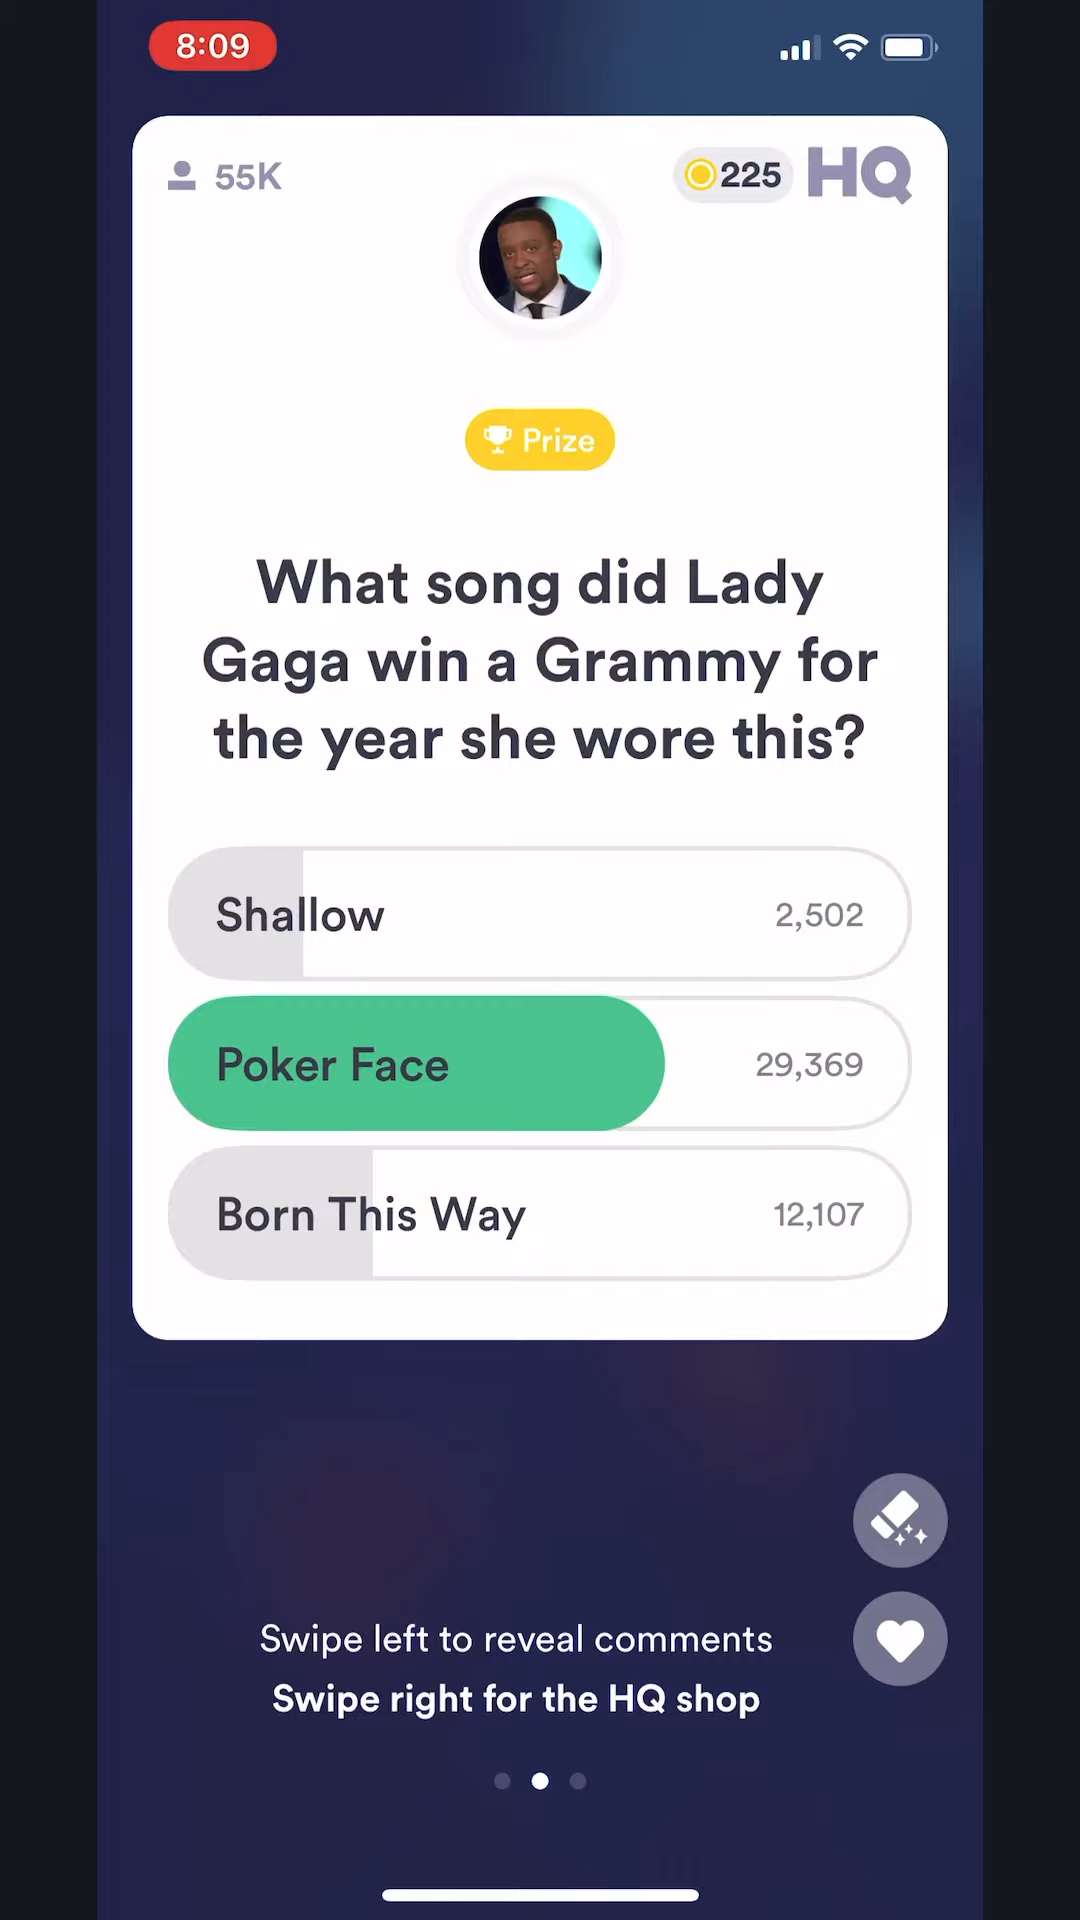 8:09
55K
225 HQ
Prize
What song did Lady
Gaga win a Grammy for
the year she wore this?
Shallow 2,502
Poker Face 29,369
Born This Way 12,107
Swipe left to reveal comments
Swipe right for the HQ shop